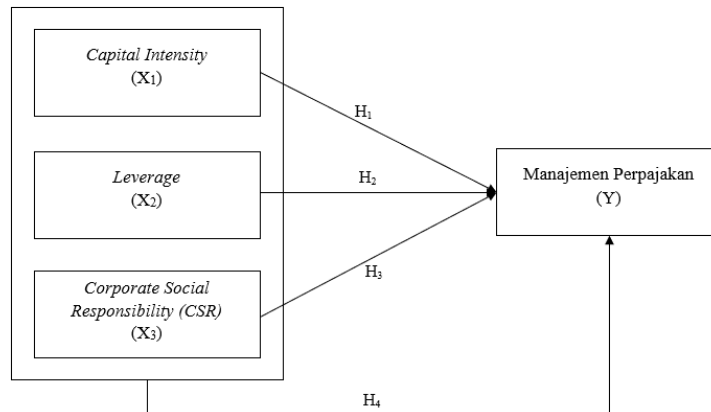 Capital Intensity
(X₁)
H₁
Leverage
(X₂)
H₂
Manajemen Perpajakan
(Y)
Corporate Social
Responsibility (CSR)
(X₃)
H₃
H₄